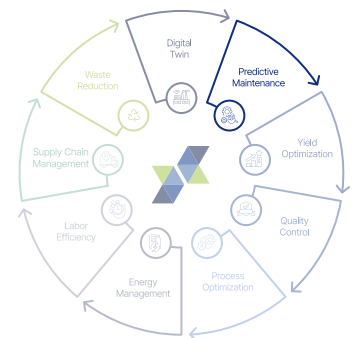 Digital
Twin
Predictive
Maintenance
Yield
Optimization
Quality
Control
Process
Optimization
Energy
Management
Labor
Efficiency
Supply Chain
Management
Waste
Reduction